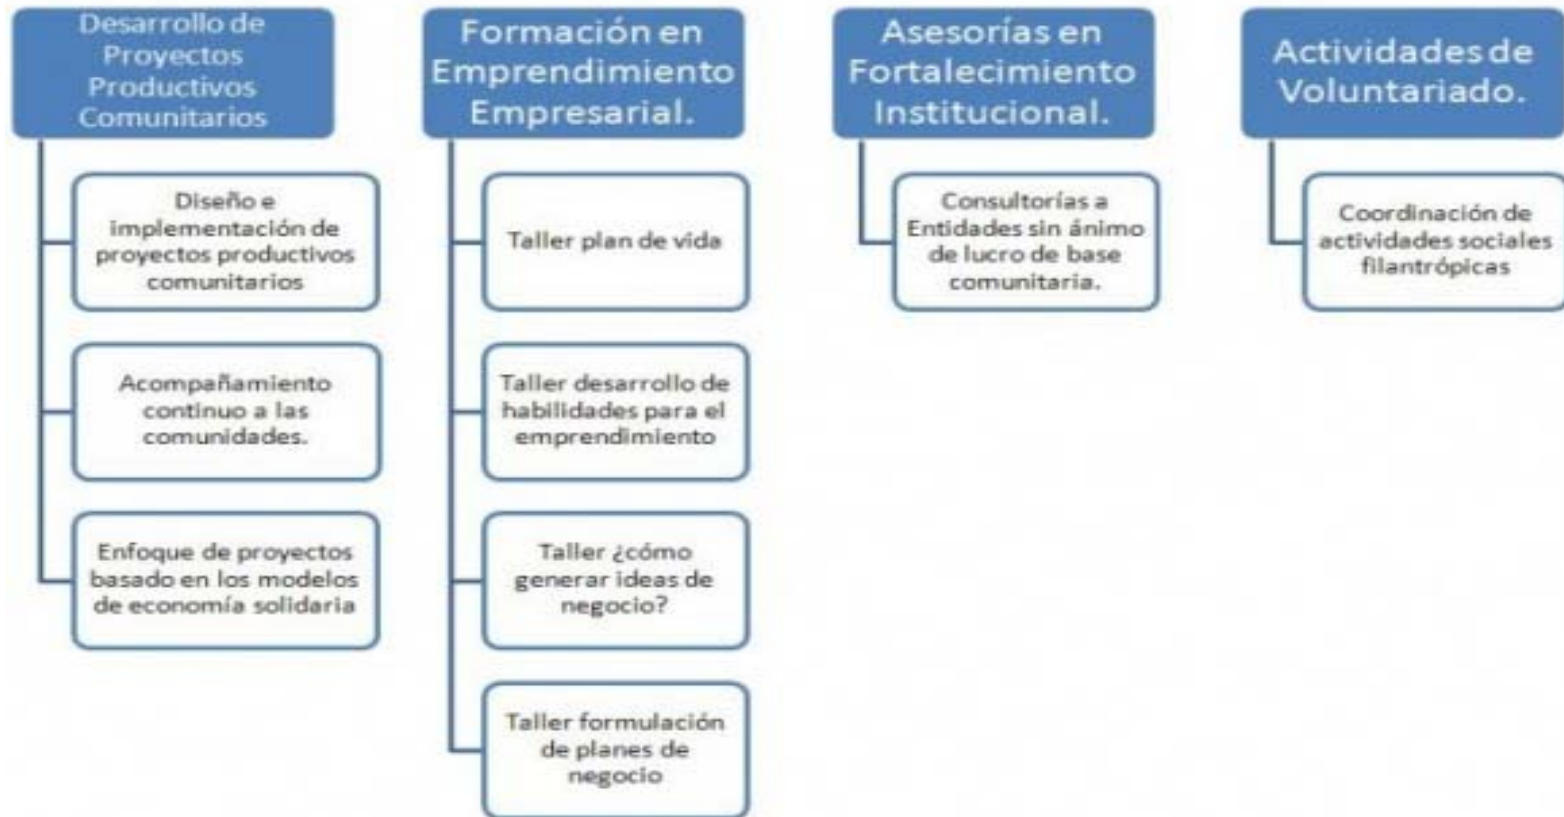 Desarrollo de
Proyectos
Productivos
Comunitarios
Diseño e
implementación de
proyectos productivos
comunitarios
Acompañamiento
continuo a las
comunidades.
Enfoque de proyectos
basado en los modelos
de economía solidaria
Formación en
Emprendimiento
Empresarial.
Taller plan de vida
Taller desarrollo de
habilidades para el
emprendimiento
Taller ¿cómo
generar ideas de
negocio?
Taller formulación
de planes de
negocio
Asesorías en
Fortalecimiento
Institucional.
Consultorías a
Entidades sin ánimo
de lucro de base
comunitaria.
Actividades de
Voluntariado.
Coordinación de
actividades sociales
filantrópicas